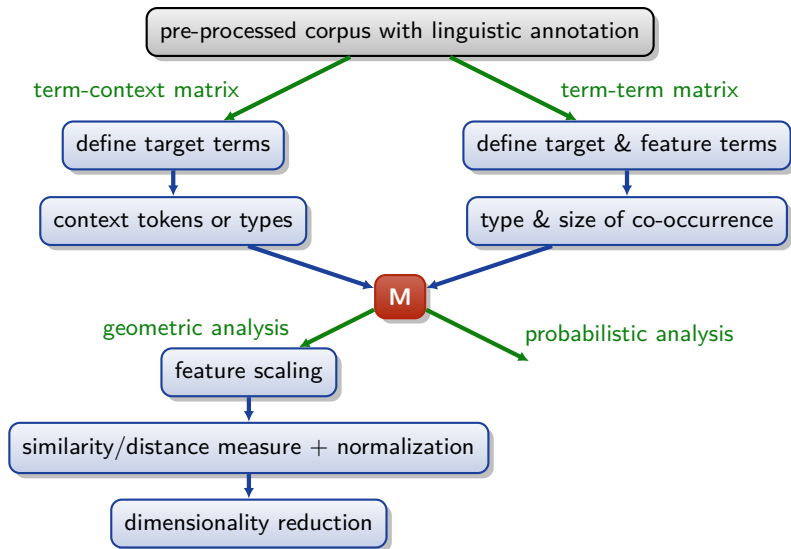 pre-processed corpus with linguistic annotation
term-context matrix
term-term matrix
define target terms
define target & feature terms
context tokens or types
type & size of co-occurrence
M
geometric analysis
probabilistic analysis
feature scaling
similarity/distance measure + normalization
dimensionality reduction